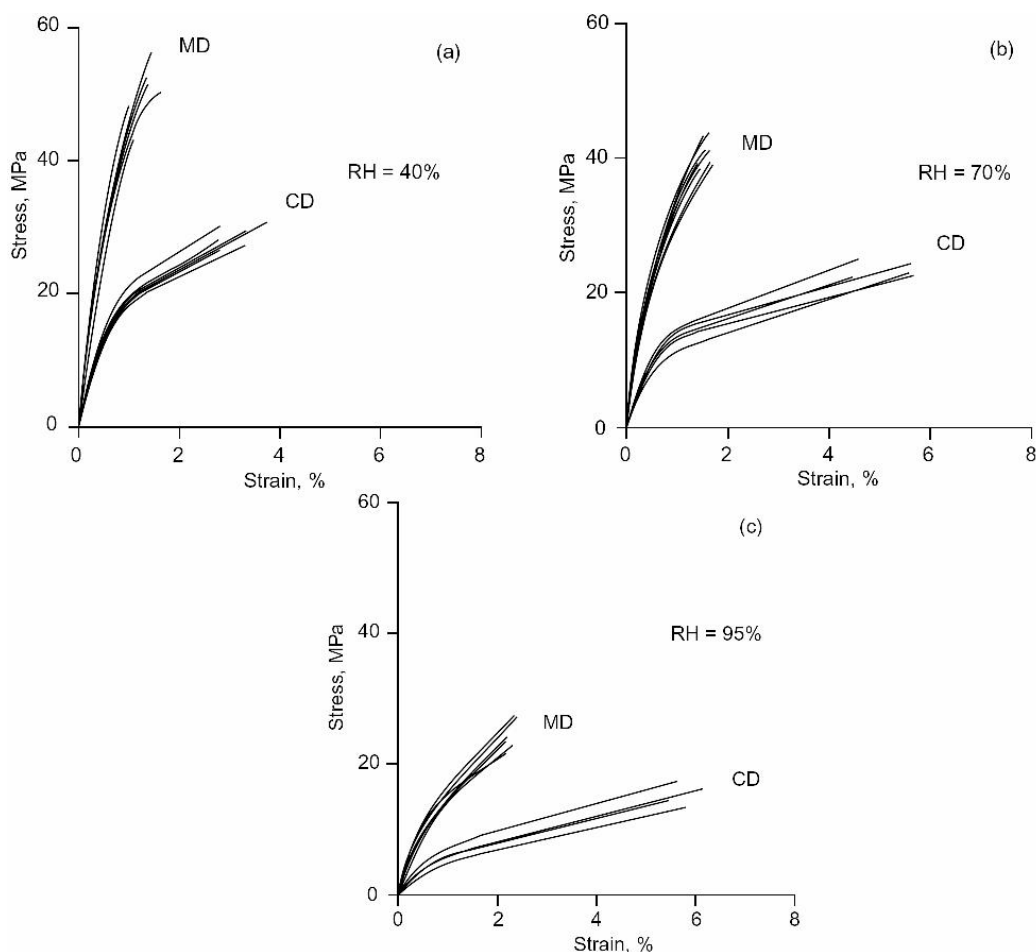 60
MD
(a)
40
RH = 40%
CD
20
0
0
2
4
6
8
Stress, MPa
Strain, %
60
(b)
MD
40
RH = 70%
CD
20
0
0
2
4
6
8
Stress, MPa
Strain, %
60
(c)
40
RH = 95%
MD
20
CD
0
0
2
4
6
8
Stress, MPa
Strain, %